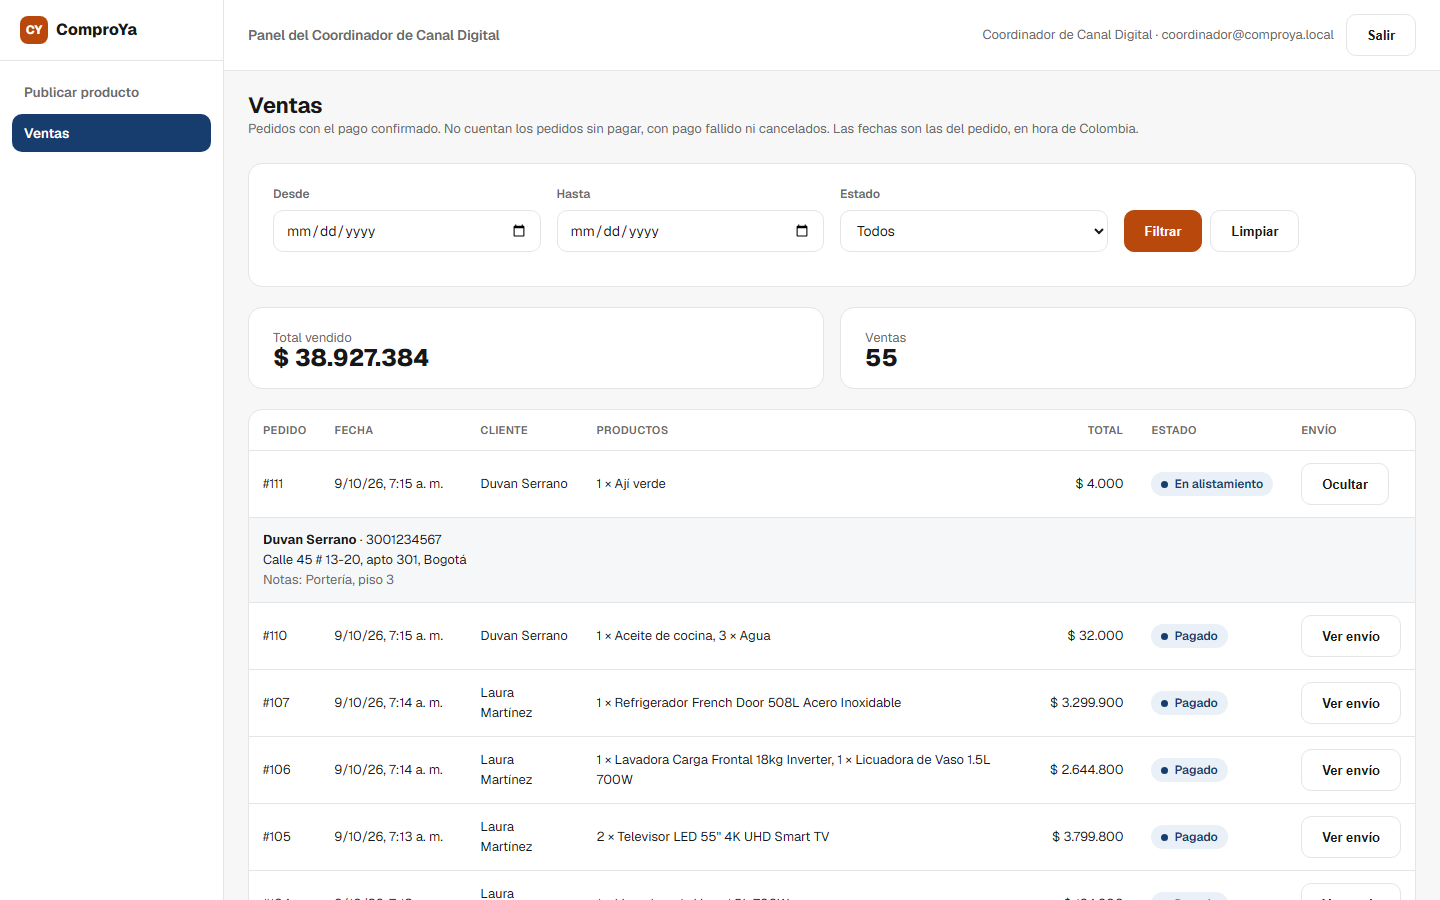 CY ComproYa
Panel del Coordinador de Canal Digital
Coordinador de Canal Digital · coordinador@comproya.local
Salir
Publicar producto
Ventas
Ventas
Pedidos con el pago confirmado. No cuentan los pedidos sin pagar, con pago fallido ni cancelados. Las fechas son las del pedido, en hora de Colombia.
Desde
Hasta
Estado
mm/dd/yyyy
mm/dd/yyyy
Todos
Filtrar
Limpiar
Total vendido
$ 38.927.384
Ventas
55
PEDIDO FECHA CLIENTE PRODUCTOS TOTAL ESTADO ENVÍO
#111 9/10/26, 7:15 a. m. Duvan Serrano 1 × Ají verde $ 4.000 En alistamiento Ocultar
Duvan Serrano · 3001234567
Calle 45 # 13-20, apto 301, Bogotá
Notas: Portería, piso 3
#110 9/10/26, 7:15 a. m. Duvan Serrano 1 × Aceite de cocina, 3 × Agua $ 32.000 Pagado Ver envío
#107 9/10/26, 7:14 a. m. Laura Martínez 1 × Refrigerador French Door 508L Acero Inoxidable $ 3.299.900 Pagado Ver envío
#106 9/10/26, 7:14 a. m. Laura Martínez 1 × Lavadora Carga Frontal 18kg Inverter, 1 × Licuadora de Vaso 1.5L 700W $ 2.644.800 Pagado Ver envío
#105 9/10/26, 7:13 a. m. Laura Martínez 2 × Televisor LED 55" 4K UHD Smart TV $ 3.799.800 Pagado Ver envío
Laura